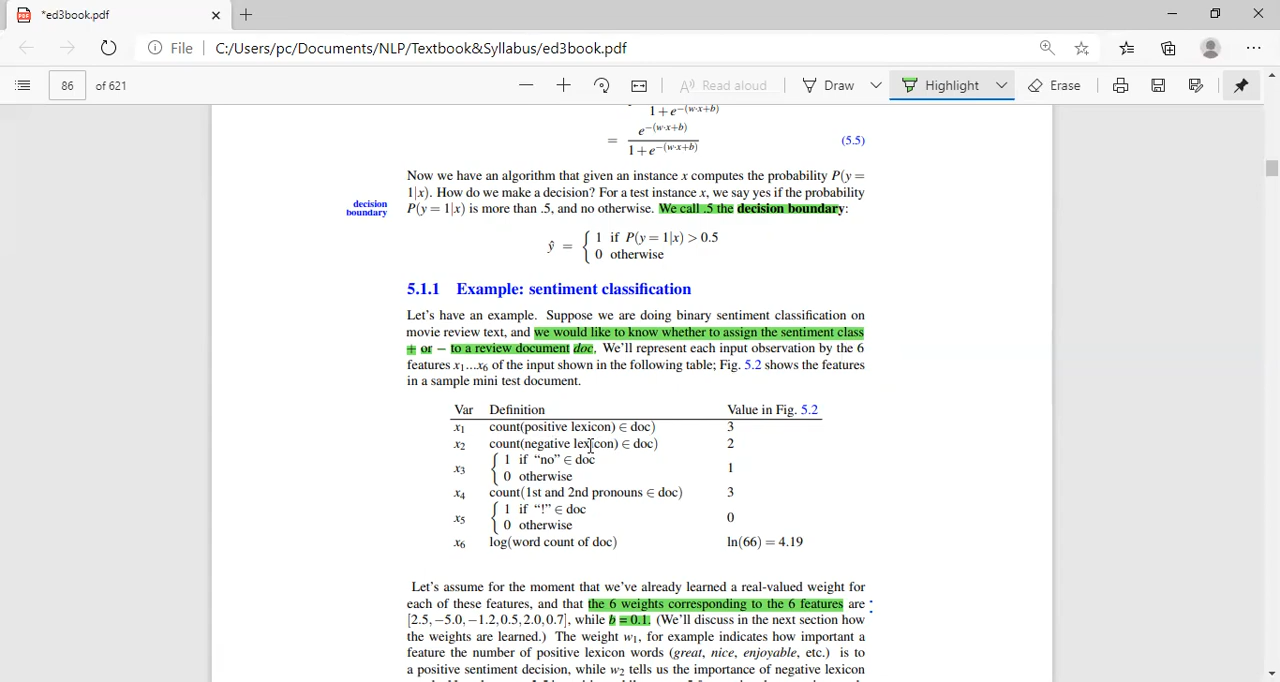 *ed3book.pdf
File C:/Users/pc/Documents/NLP/Textbook&Syllabus/ed3book.pdf
86 of 621 Read aloud Draw Highlight Erase
1+e^−(w·x+b)
= e^−(w·x+b) / 1+e^−(w·x+b) (5.5)
Now we have an algorithm that given an instance x computes the probability P(y =
1|x). How do we make a decision? For a test instance x, we say yes if the probability
decision
boundary
P(y = 1|x) is more than .5, and no otherwise. We call .5 the decision boundary:
ŷ = { 1 if P(y = 1|x) > 0.5
0 otherwise
5.1.1 Example: sentiment classification
Let's have an example. Suppose we are doing binary sentiment classification on
movie review text, and we would like to know whether to assign the sentiment class
+ or − to a review document doc. We'll represent each input observation by the 6
features x₁...x₆ of the input shown in the following table; Fig. 5.2 shows the features
in a sample mini test document.
Var Definition Value in Fig. 5.2
x₁ count(positive lexicon) ∈ doc) 3
x₂ count(negative lexicon) ∈ doc) 2
x₃ { 1 if “no” ∈ doc
0 otherwise 1
x₄ count(1st and 2nd pronouns ∈ doc) 3
x₅ { 1 if “!” ∈ doc
0 otherwise 0
x₆ log(word count of doc) ln(66) = 4.19
Let's assume for the moment that we've already learned a real-valued weight for
each of these features, and that the 6 weights corresponding to the 6 features are
[2.5, −5.0, −1.2, 0.5, 2.0, 0.7], while b = 0.1. (We'll discuss in the next section how
the weights are learned.) The weight w₁, for example indicates how important a
feature the number of positive lexicon words (great, nice, enjoyable, etc.) is to
a positive sentiment decision, while w₂ tells us the importance of negative lexicon